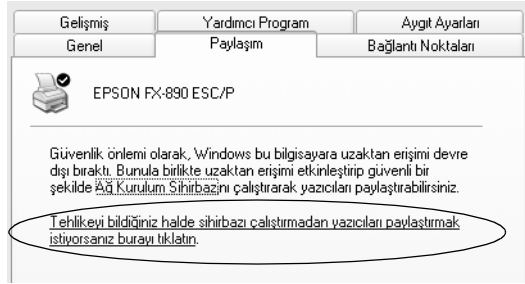 Gelişmiş Yardımcı Program Aygıt Ayarları
Genel Paylaşım Bağlantı Noktaları
EPSON FX-890 ESC/P
Güvenlik önlemi olarak, Windows bu bilgisayara uzaktan erişimi devre
dışı bıraktı. Bununla birlikte uzaktan erişimi etkinleştirip güvenli bir
şekilde Ağ Kurulum Sihirbazını çalıştırarak yazıcıları paylaştırabilirsiniz.
Tehlikeyi bildiğiniz halde sihirbazı çalıştırmadan yazıcıları paylaştırmak
istiyorsanız burayı tıklatın.